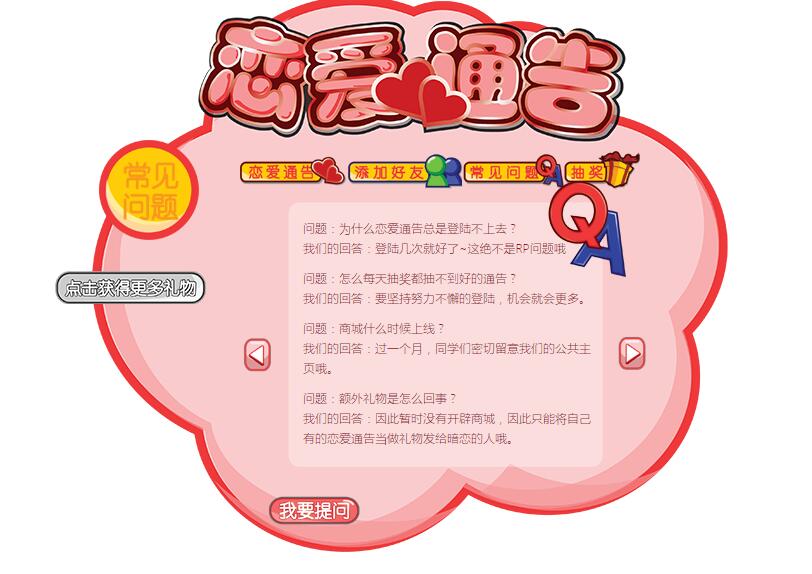 恋爱通告
恋爱通告 添加好友 常见问题 QA 抽奖
常见
问题
QA
问题：为什么恋爱通告总是登陆不上去？
我们的回答：登陆几次就好了~这绝不是RP问题哦
点击获得更多礼物
问题：怎么每天抽奖都抽不到好的通告？
我们的回答：要坚持努力不懈的登陆，机会就会更多。
问题：商城什么时候上线？
我们的回答：过一个月，同学们密切留意我们的公共主
页哦。
问题：额外礼物是怎么回事？
我们的回答：因此暂时没有开辟商城，因此只能将自己
有的恋爱通告当做礼物发给暗恋的人哦。
我要提问